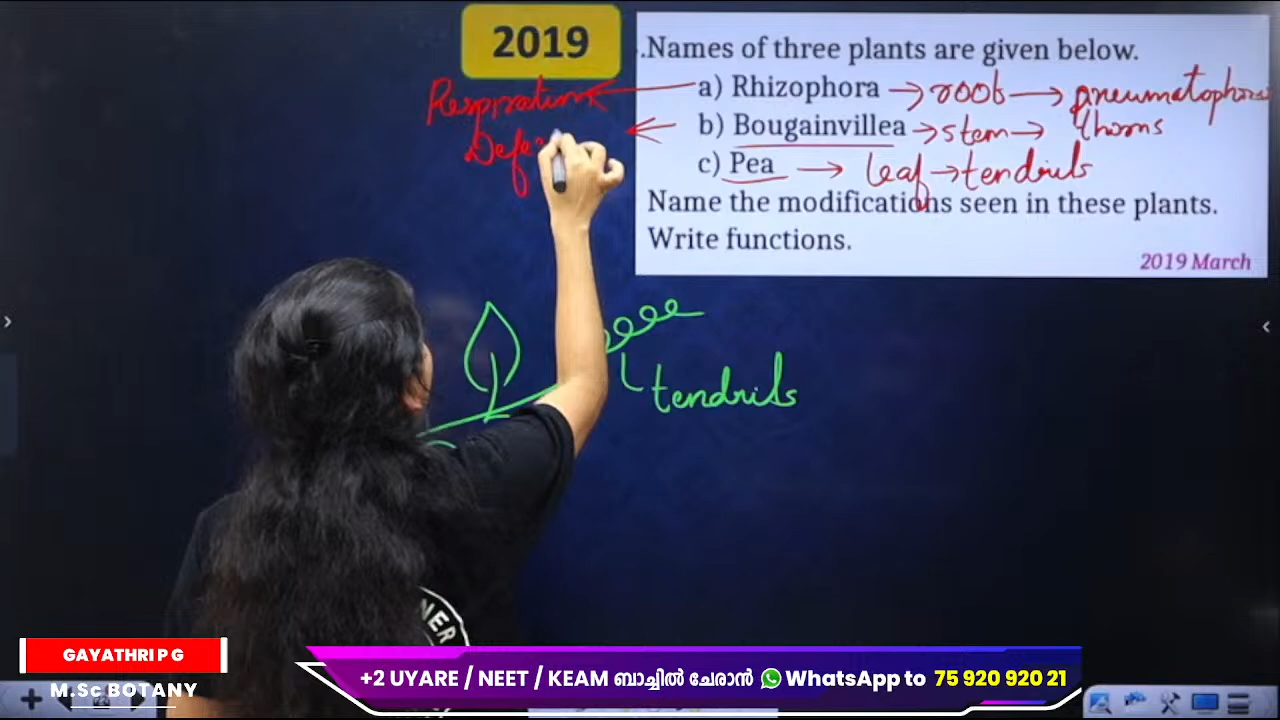 2019
.Names of three plants are given below.
Respiration ← a) Rhizophora → root → pneumatophores
← b) Bougainvillea → stem → thorns
c) Pea → leaf → tendrils
Name the modifications seen in these plants.
Write functions.
2019 March
tendrils
GAYATHRI P G
M.Sc BOTANY
+2 UYARE / NEET / KEAM ബാച്ചിൽ ചേരാൻ WhatsApp to 75 920 920 21